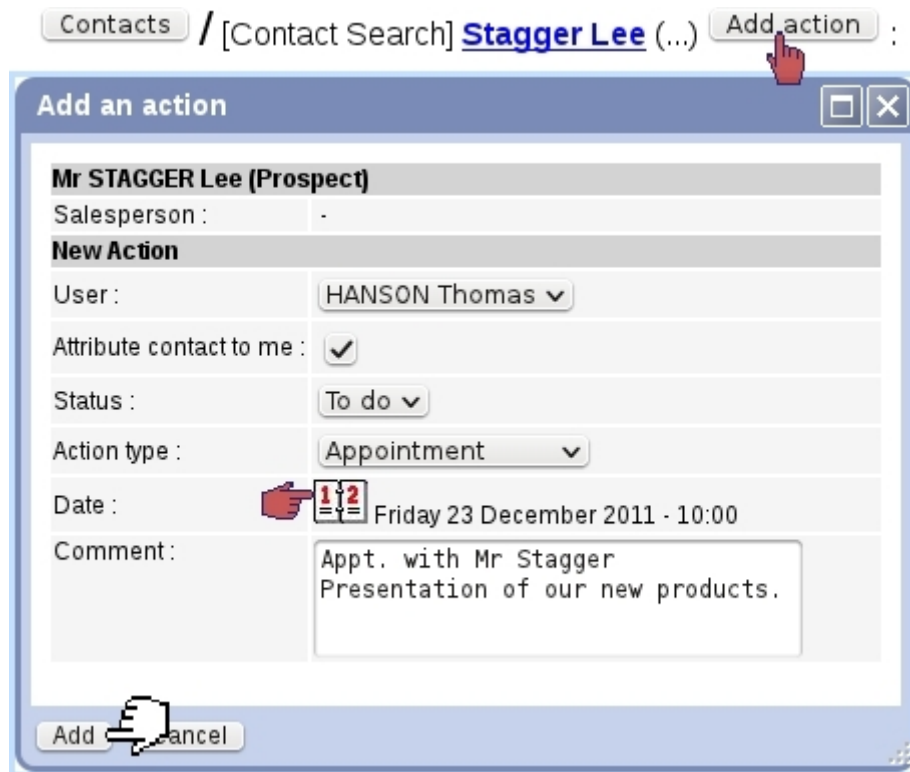 Contacts / [Contact Search] Stagger Lee (...) Add action :
Add an action
Mr STAGGER Lee (Prospect)
Salesperson : -
New Action
User : HANSON Thomas
Attribute contact to me :
Status : To do
Action type : Appointment
Date : 1 2 Friday 23 December 2011 - 10:00
Comment : Appt. with Mr Stagger
Presentation of our new products.
Add ancel